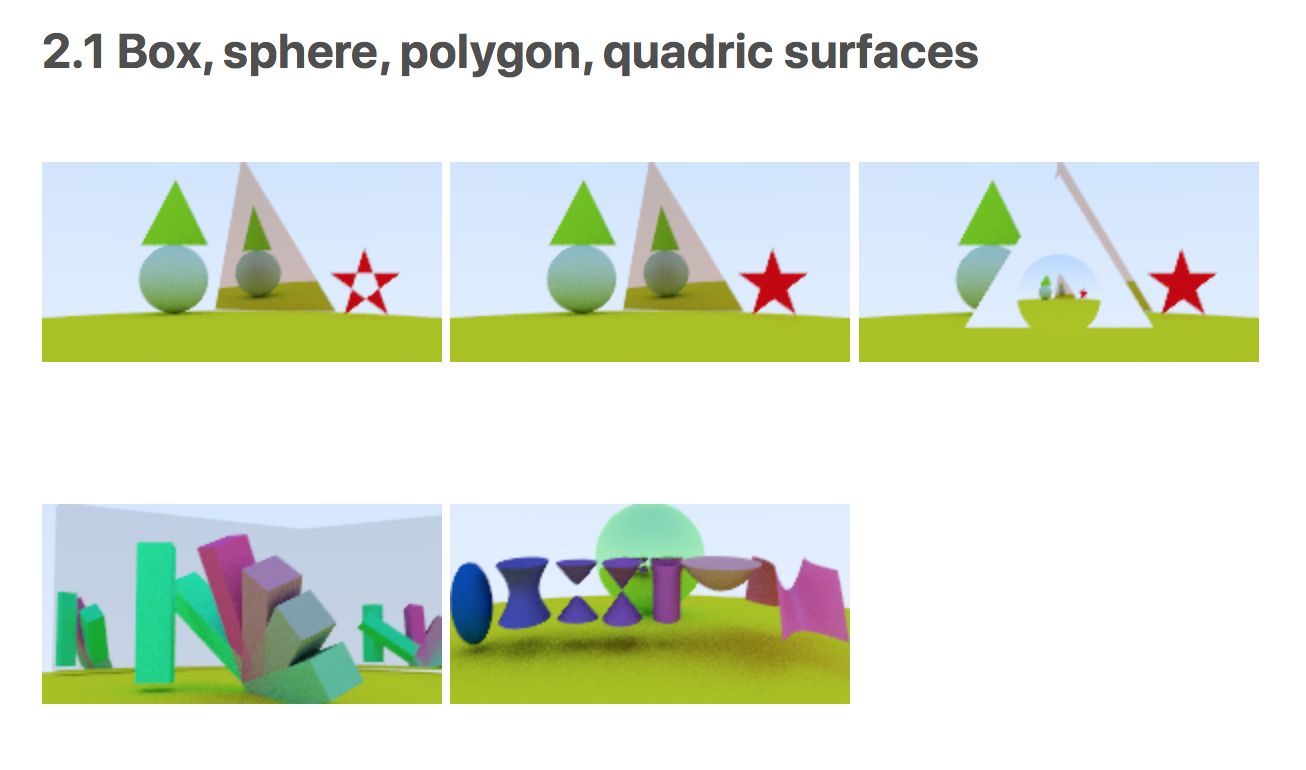 2.1 Box, sphere, polygon, quadric surfaces